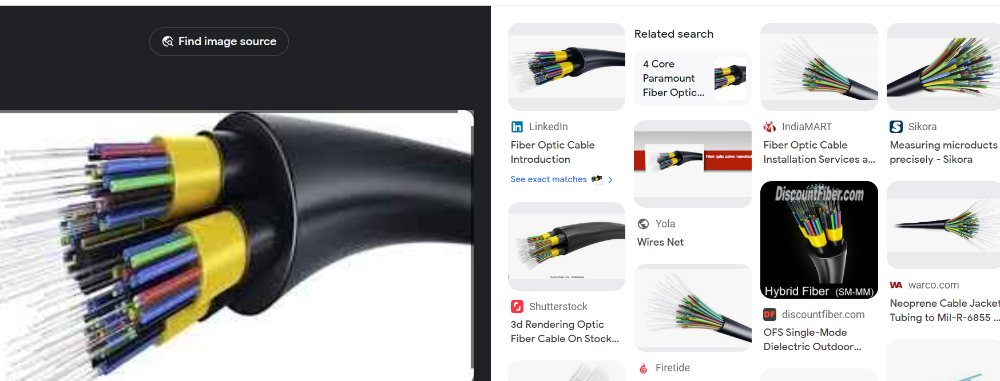 Find image source
LinkedIn
Fiber Optic Cable
Introduction
See exact matches
shutterstock.com · 254858506
Shutterstock
3d Rendering Optic
Fiber Cable On Stock...
Related search
4 Core
Paramount
Fiber Optic...
Fiber optic cable manufact
Yola
Wires Net
Firetide
IndiaMART
Fiber Optic Cable
Installation Services a...
DiscountFiber.com
Hybrid Fiber (SM-MM)
DF discountfiber.com
OFS Single-Mode
Dielectric Outdoor...
S Sikora
Measuring microducts
precisely - Sikora
WA warco.com
Neoprene Cable Jacket
Tubing to Mil-R-6855 ...